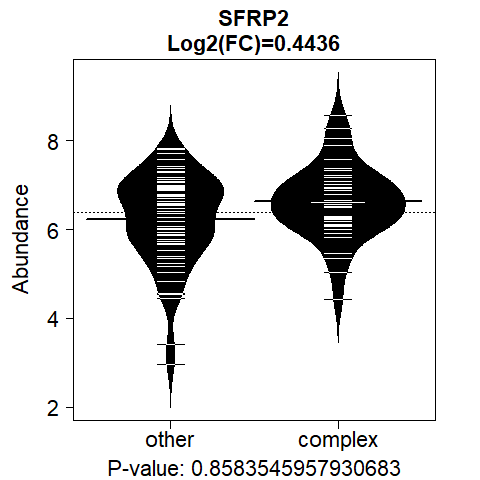 SFRP2
Log2(FC)=0.4436
Abundance
8
6
4
2
other complex
P-value: 0.8583545957930683